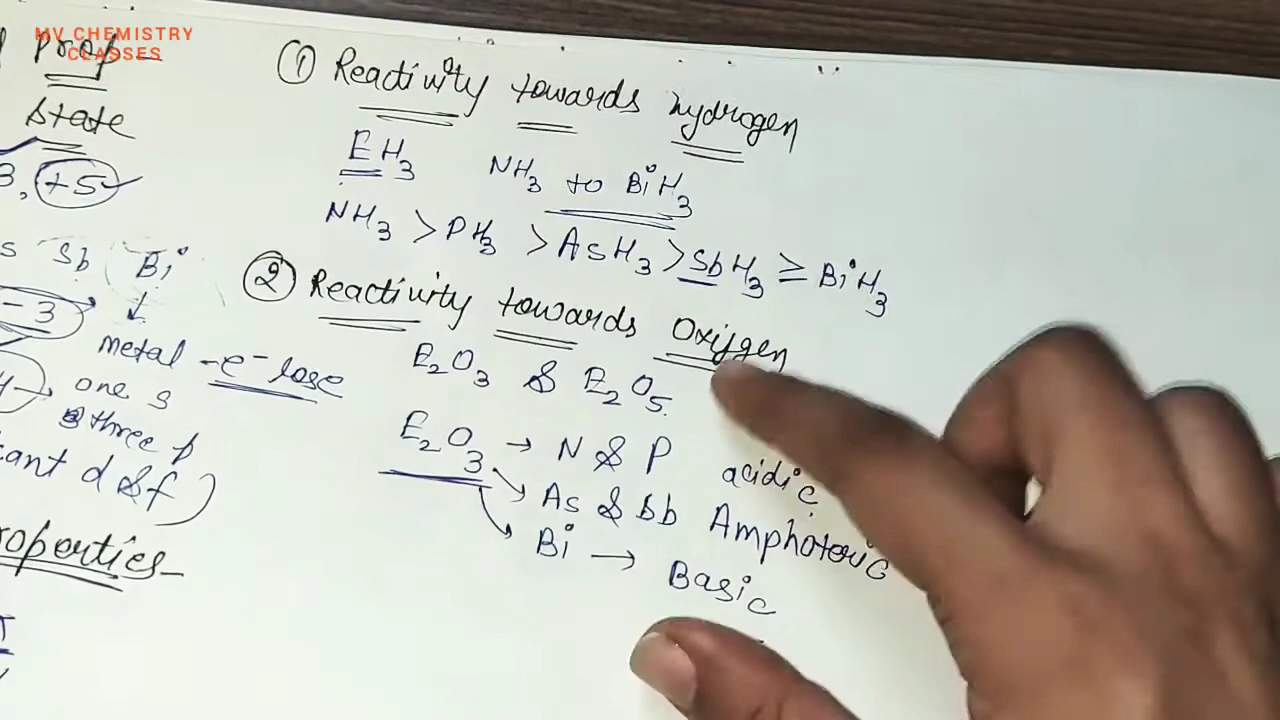 MV CHEMISTRY
CLASSES
Prop -
State
3, +5
Sb Bi
-3
metal -e⁻ lose
one s
three p
cant d & f )
roperties -
① Reactivity towards hydrogen
EH₃ NH₃ to BiH₃
NH₃ > PH₃ > AsH₃ > SbH₃ ≥ BiH₃
② Reactivity towards Oxijgen
E₂O₃ & E₂O₅.
E₂O₃ → N & P acidic
As & Sb Amphoteric
Bi → Basic